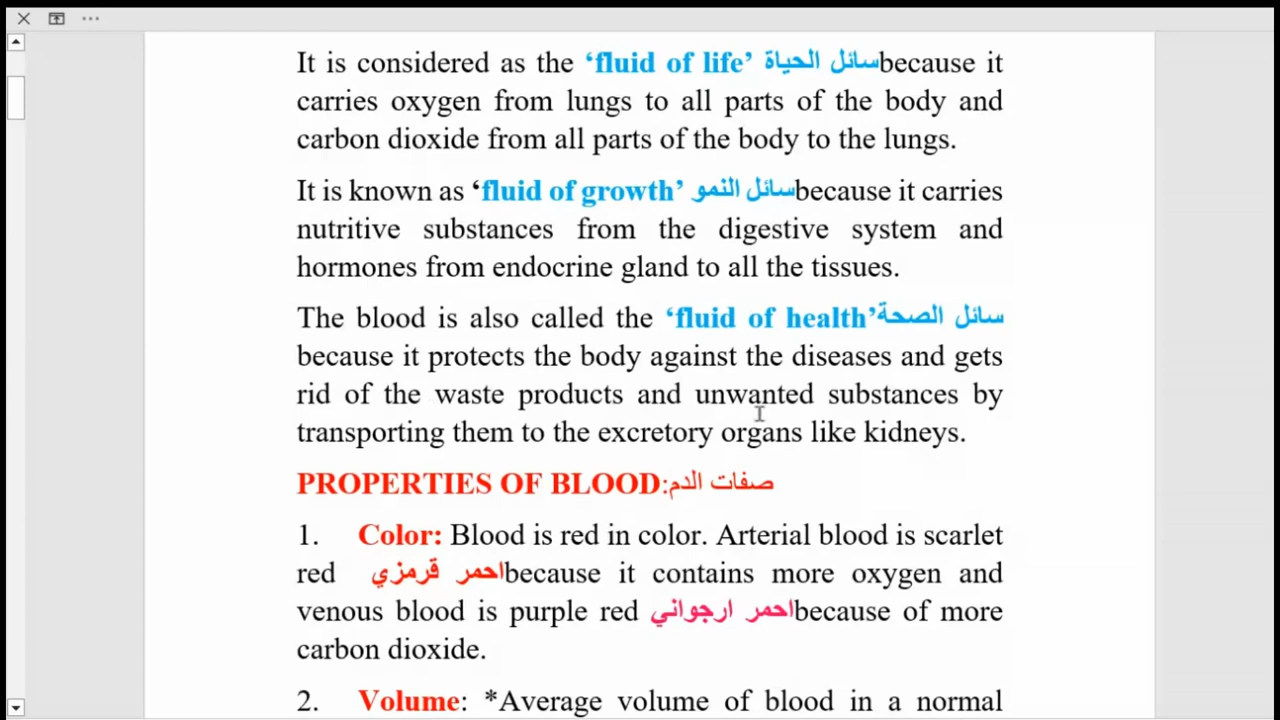 It is considered as the ‘fluid of life’ سائل الحياة because it
carries oxygen from lungs to all parts of the body and
carbon dioxide from all parts of the body to the lungs.
It is known as ‘fluid of growth’ سائل النمو because it carries
nutritive substances from the digestive system and
hormones from endocrine gland to all the tissues.
The blood is also called the ‘fluid of health’ سائل الصحة
because it protects the body against the diseases and gets
rid of the waste products and unwanted substances by
transporting them to the excretory organs like kidneys.
PROPERTIES OF BLOOD: صفات الدم
1. Color: Blood is red in color. Arterial blood is scarlet
red احمر قرمزي because it contains more oxygen and
venous blood is purple red احمر ارجواني because of more
carbon dioxide.
2. Volume: *Average volume of blood in a normal